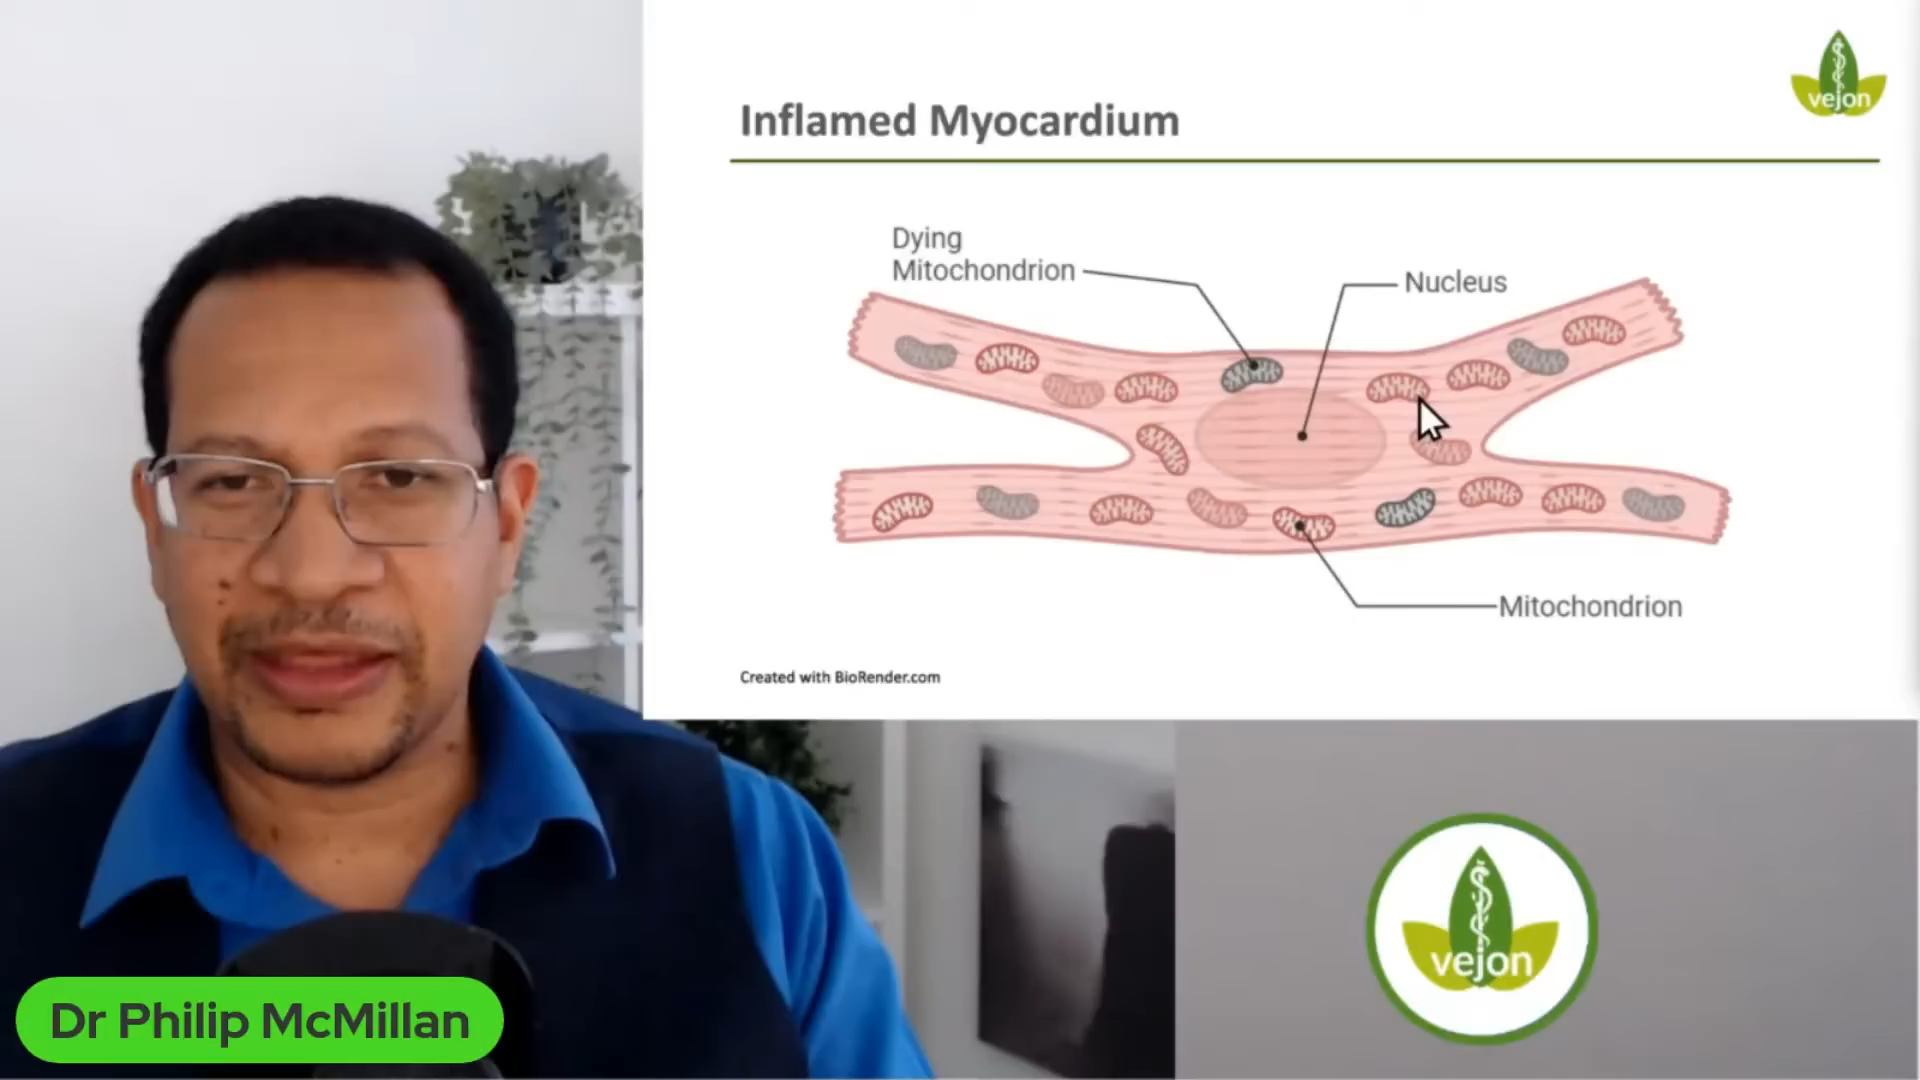 vejon
Inflamed Myocardium
Dying
Mitochondrion
Nucleus
Mitochondrion
Created with BioRender.com
vejon
Dr Philip McMillan